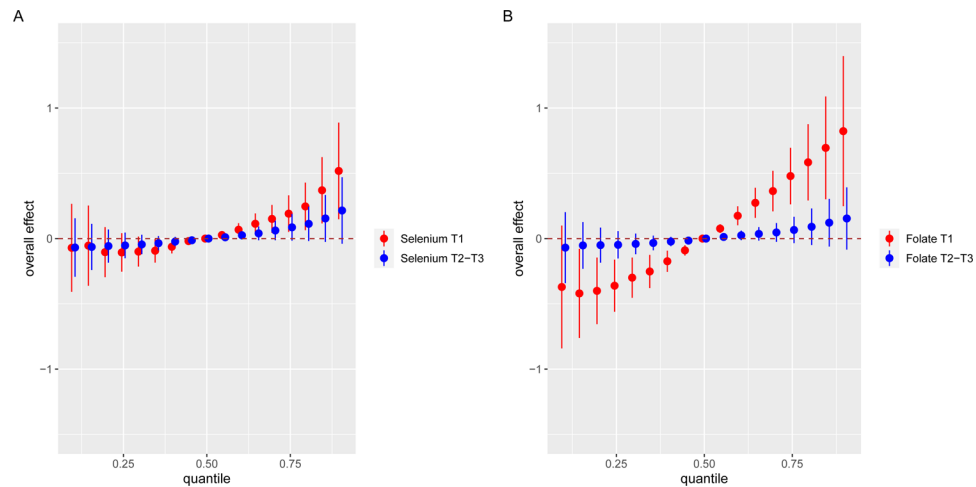 A
overall effect
1
0
−1
0.25
0.50
0.75
quantile
Selenium T1
Selenium T2−T3
B
overall effect
1
0
−1
0.25
0.50
0.75
quantile
Folate T1
Folate T2−T3